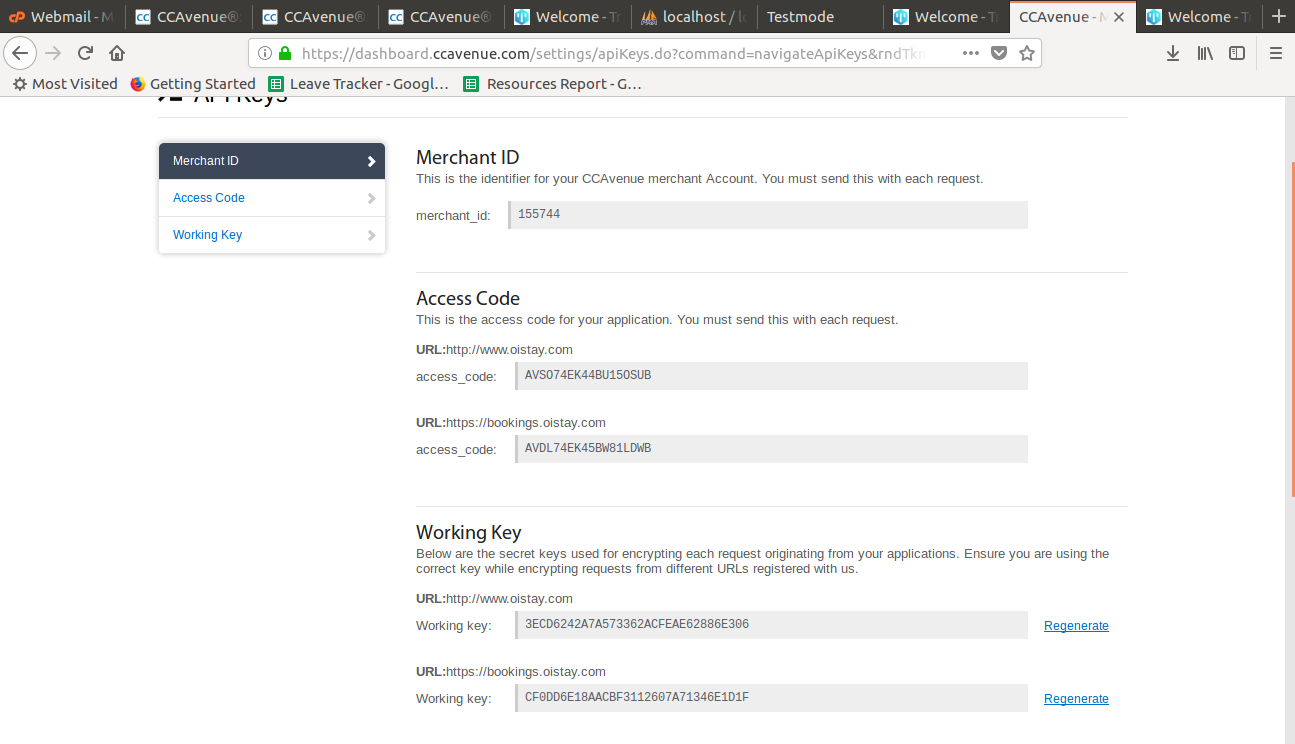 Webmail - M
CCAvenue®
CCAvenue®
CCAvenue®
Welcome - Tr
localhost / lo
Testmode
Welcome - Tr
CCAvenue - M
Welcome - Tr
https://dashboard.ccavenue.com/settings/apiKeys.do?command=navigateApiKeys&rndTkn
Most Visited Getting Started Leave Tracker - Googl… Resources Report - G…
API Keys
Merchant ID
Access Code
Working Key
Merchant ID
This is the identifier for your CCAvenue merchant Account. You must send this with each request.
merchant_id: 155744
Access Code
This is the access code for your application. You must send this with each request.
URL:http://www.oistay.com
access_code: AVSO74EK44BU15OSUB
URL:https://bookings.oistay.com
access_code: AVDL74EK45BW81LDWB
Working Key
Below are the secret keys used for encrypting each request originating from your applications. Ensure you are using the
correct key while encrypting requests from different URLs registered with us.
URL:http://www.oistay.com
Working key: 3ECD6242A7A573362ACFEAE62886E306 Regenerate
URL:https://bookings.oistay.com
Working key: CF0DD6E18AACBF3112607A71346E1D1F Regenerate